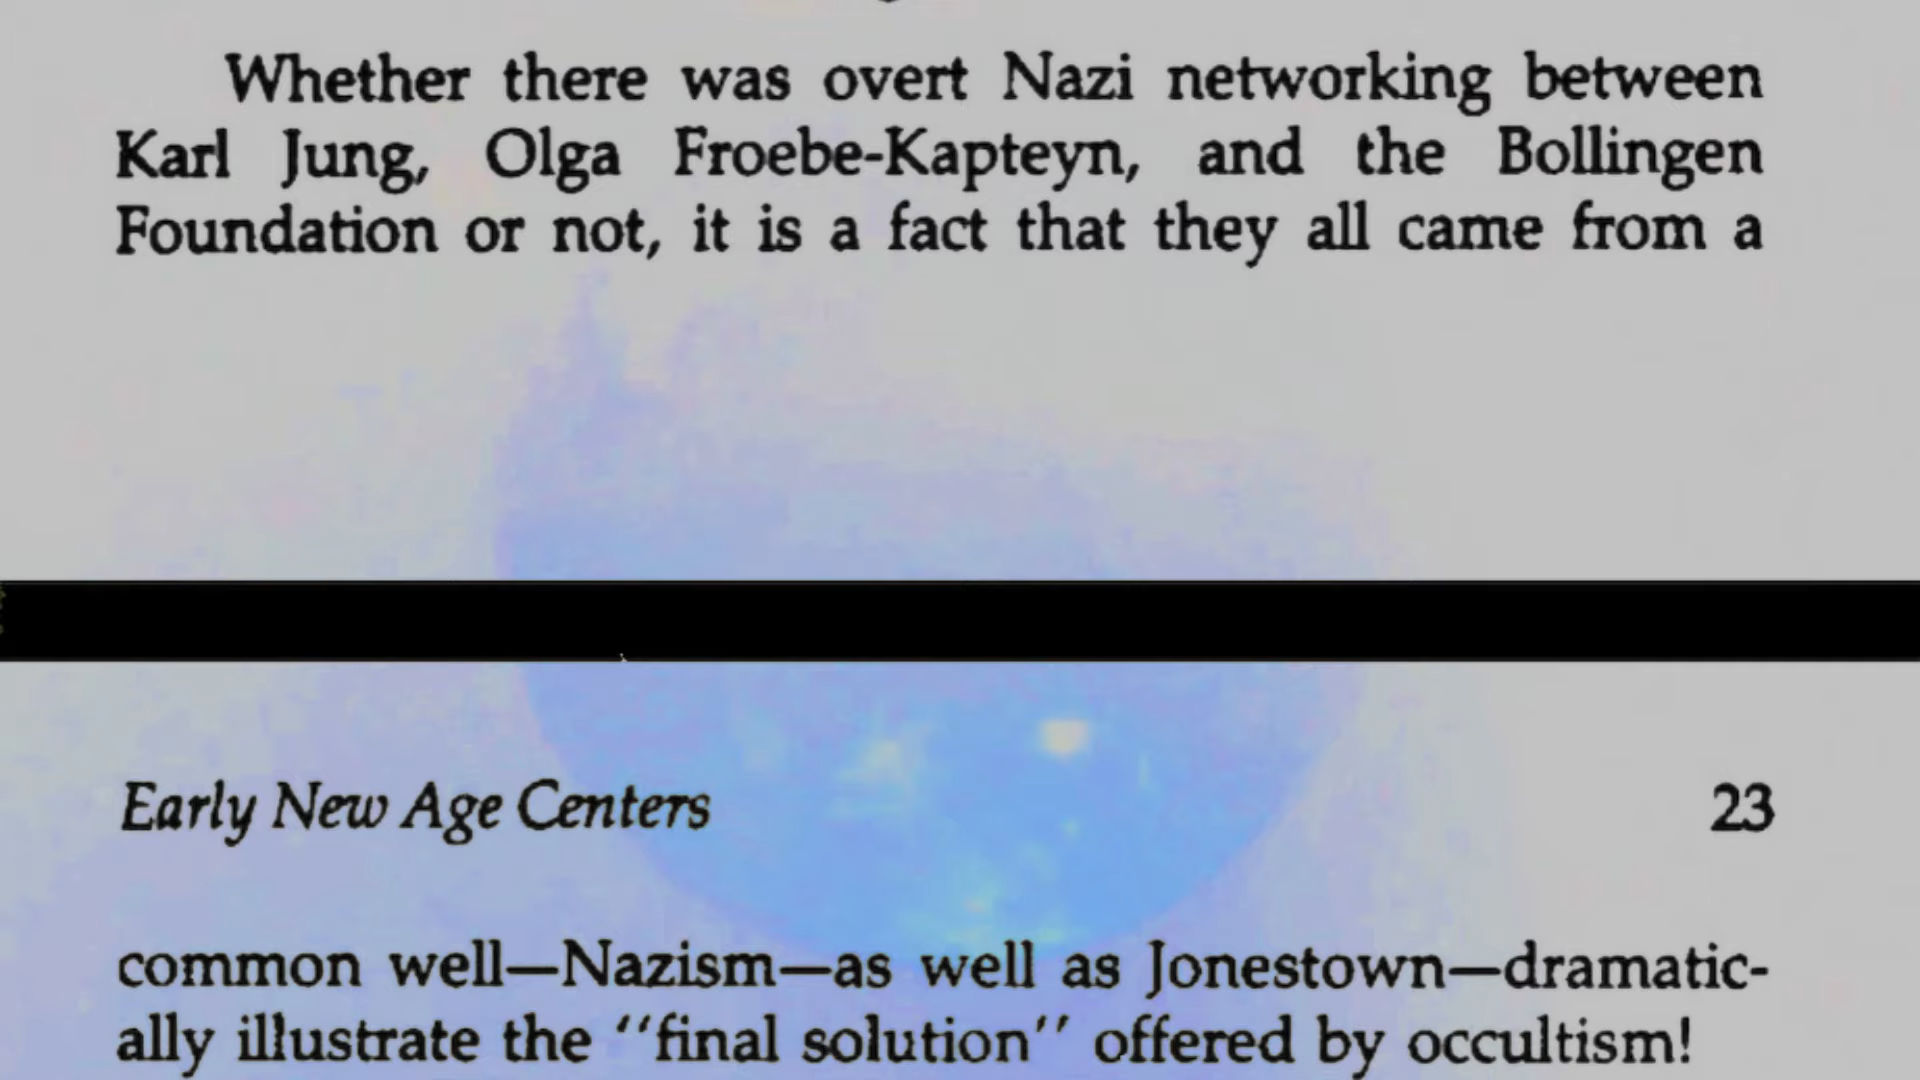 Whether there was overt Nazi networking between
Karl Jung, Olga Froebe-Kapteyn, and the Bollingen
Foundation or not, it is a fact that they all came from a
Early New Age Centers 23
common well—Nazism—as well as Jonestown—dramatic-
ally illustrate the ‘‘final solution’’ offered by occultism!